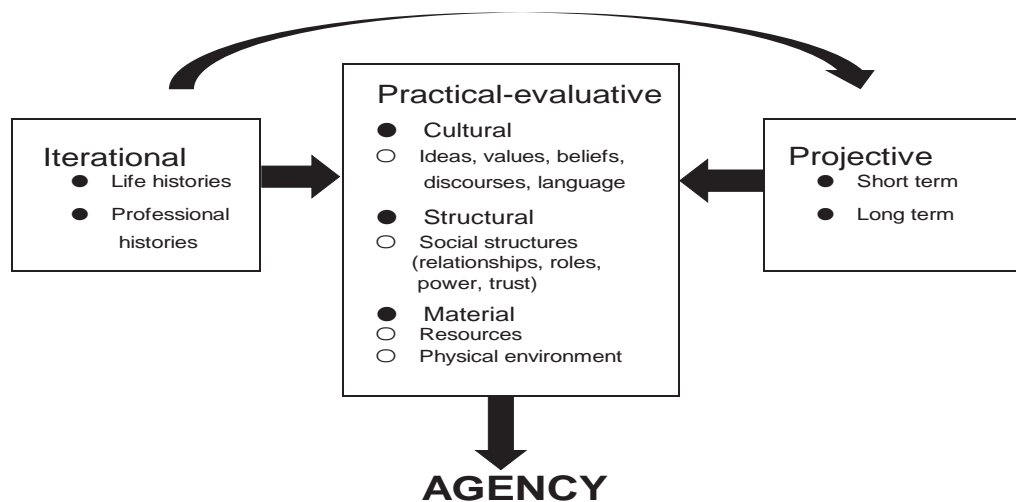 Iterational
● Life histories
● Professional
histories
Practical-evaluative
● Cultural
○ Ideas, values, beliefs,
discourses, language
● Structural
○ Social structures
(relationships, roles,
power, trust)
● Material
○ Resources
○ Physical environment
Projective
● Short term
● Long term
AGENCY